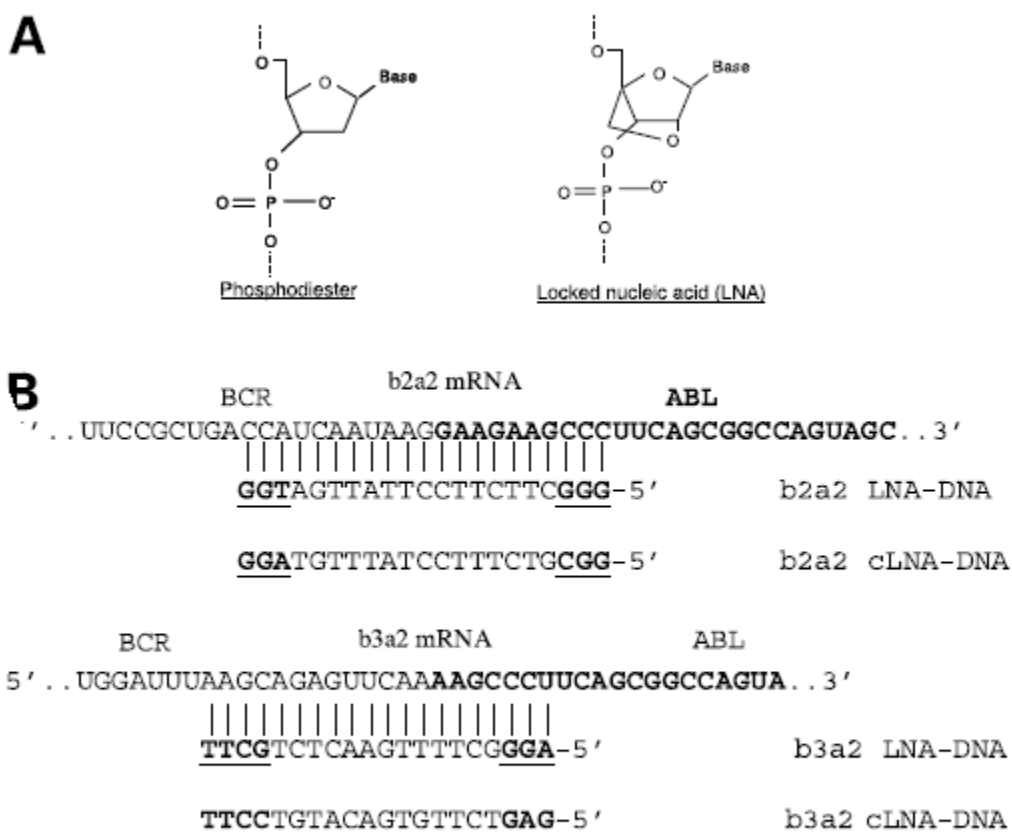 A
O
O
Base
O
O=P—O-
O
Phosphodiester
O
O
Base
O
O
O=P—O-
O
Locked nucleic acid (LNA)
B
BCR b2a2 mRNA ABL
′..UUCCGCUGACCAUCAAUAAGGAAGAAGCCCUUCAGCGGCCAGUAGC..3′
GGTAGTTATTCCTTCTTCGGG-5′ b2a2 LNA-DNA
GGATGTTTATCCTTTCTGCGG-5′ b2a2 cLNA-DNA
BCR b3a2 mRNA ABL
5′..UGGAUUUAAGCAGAGUUCAAAAGCCCUUCAGCGGCCAGUA..3′
TTCGTCTCAAGTTTTCGGGA-5′ b3a2 LNA-DNA
TTCCTGTACAGTGTTCTGAG-5′ b3a2 cLNA-DNA